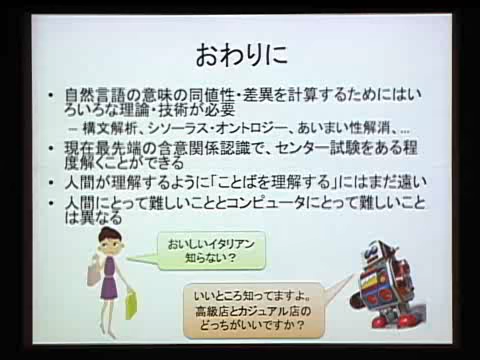 おわりに
• 自然言語の意味の同値性・差異を計算するためにはい
ろいろな理論・技術が必要
– 構文解析、シソーラス・オントロジー、あいまい性解消、...
• 現在最先端の含意関係認識で、センター試験をある程
度解くことができる
• 人間が理解するように「ことばを理解する」にはまだ遠い
• 人間にとって難しいこととコンピュータにとって難しいこと
は異なる
おいしいイタリアン
知らない？
いいところ知ってますよ。
高級店とカジュアル店の
どっちがいいですか？